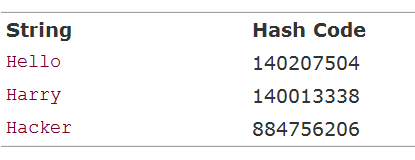 String Hash Code
Hello 140207504
Harry 140013338
Hacker 884756206